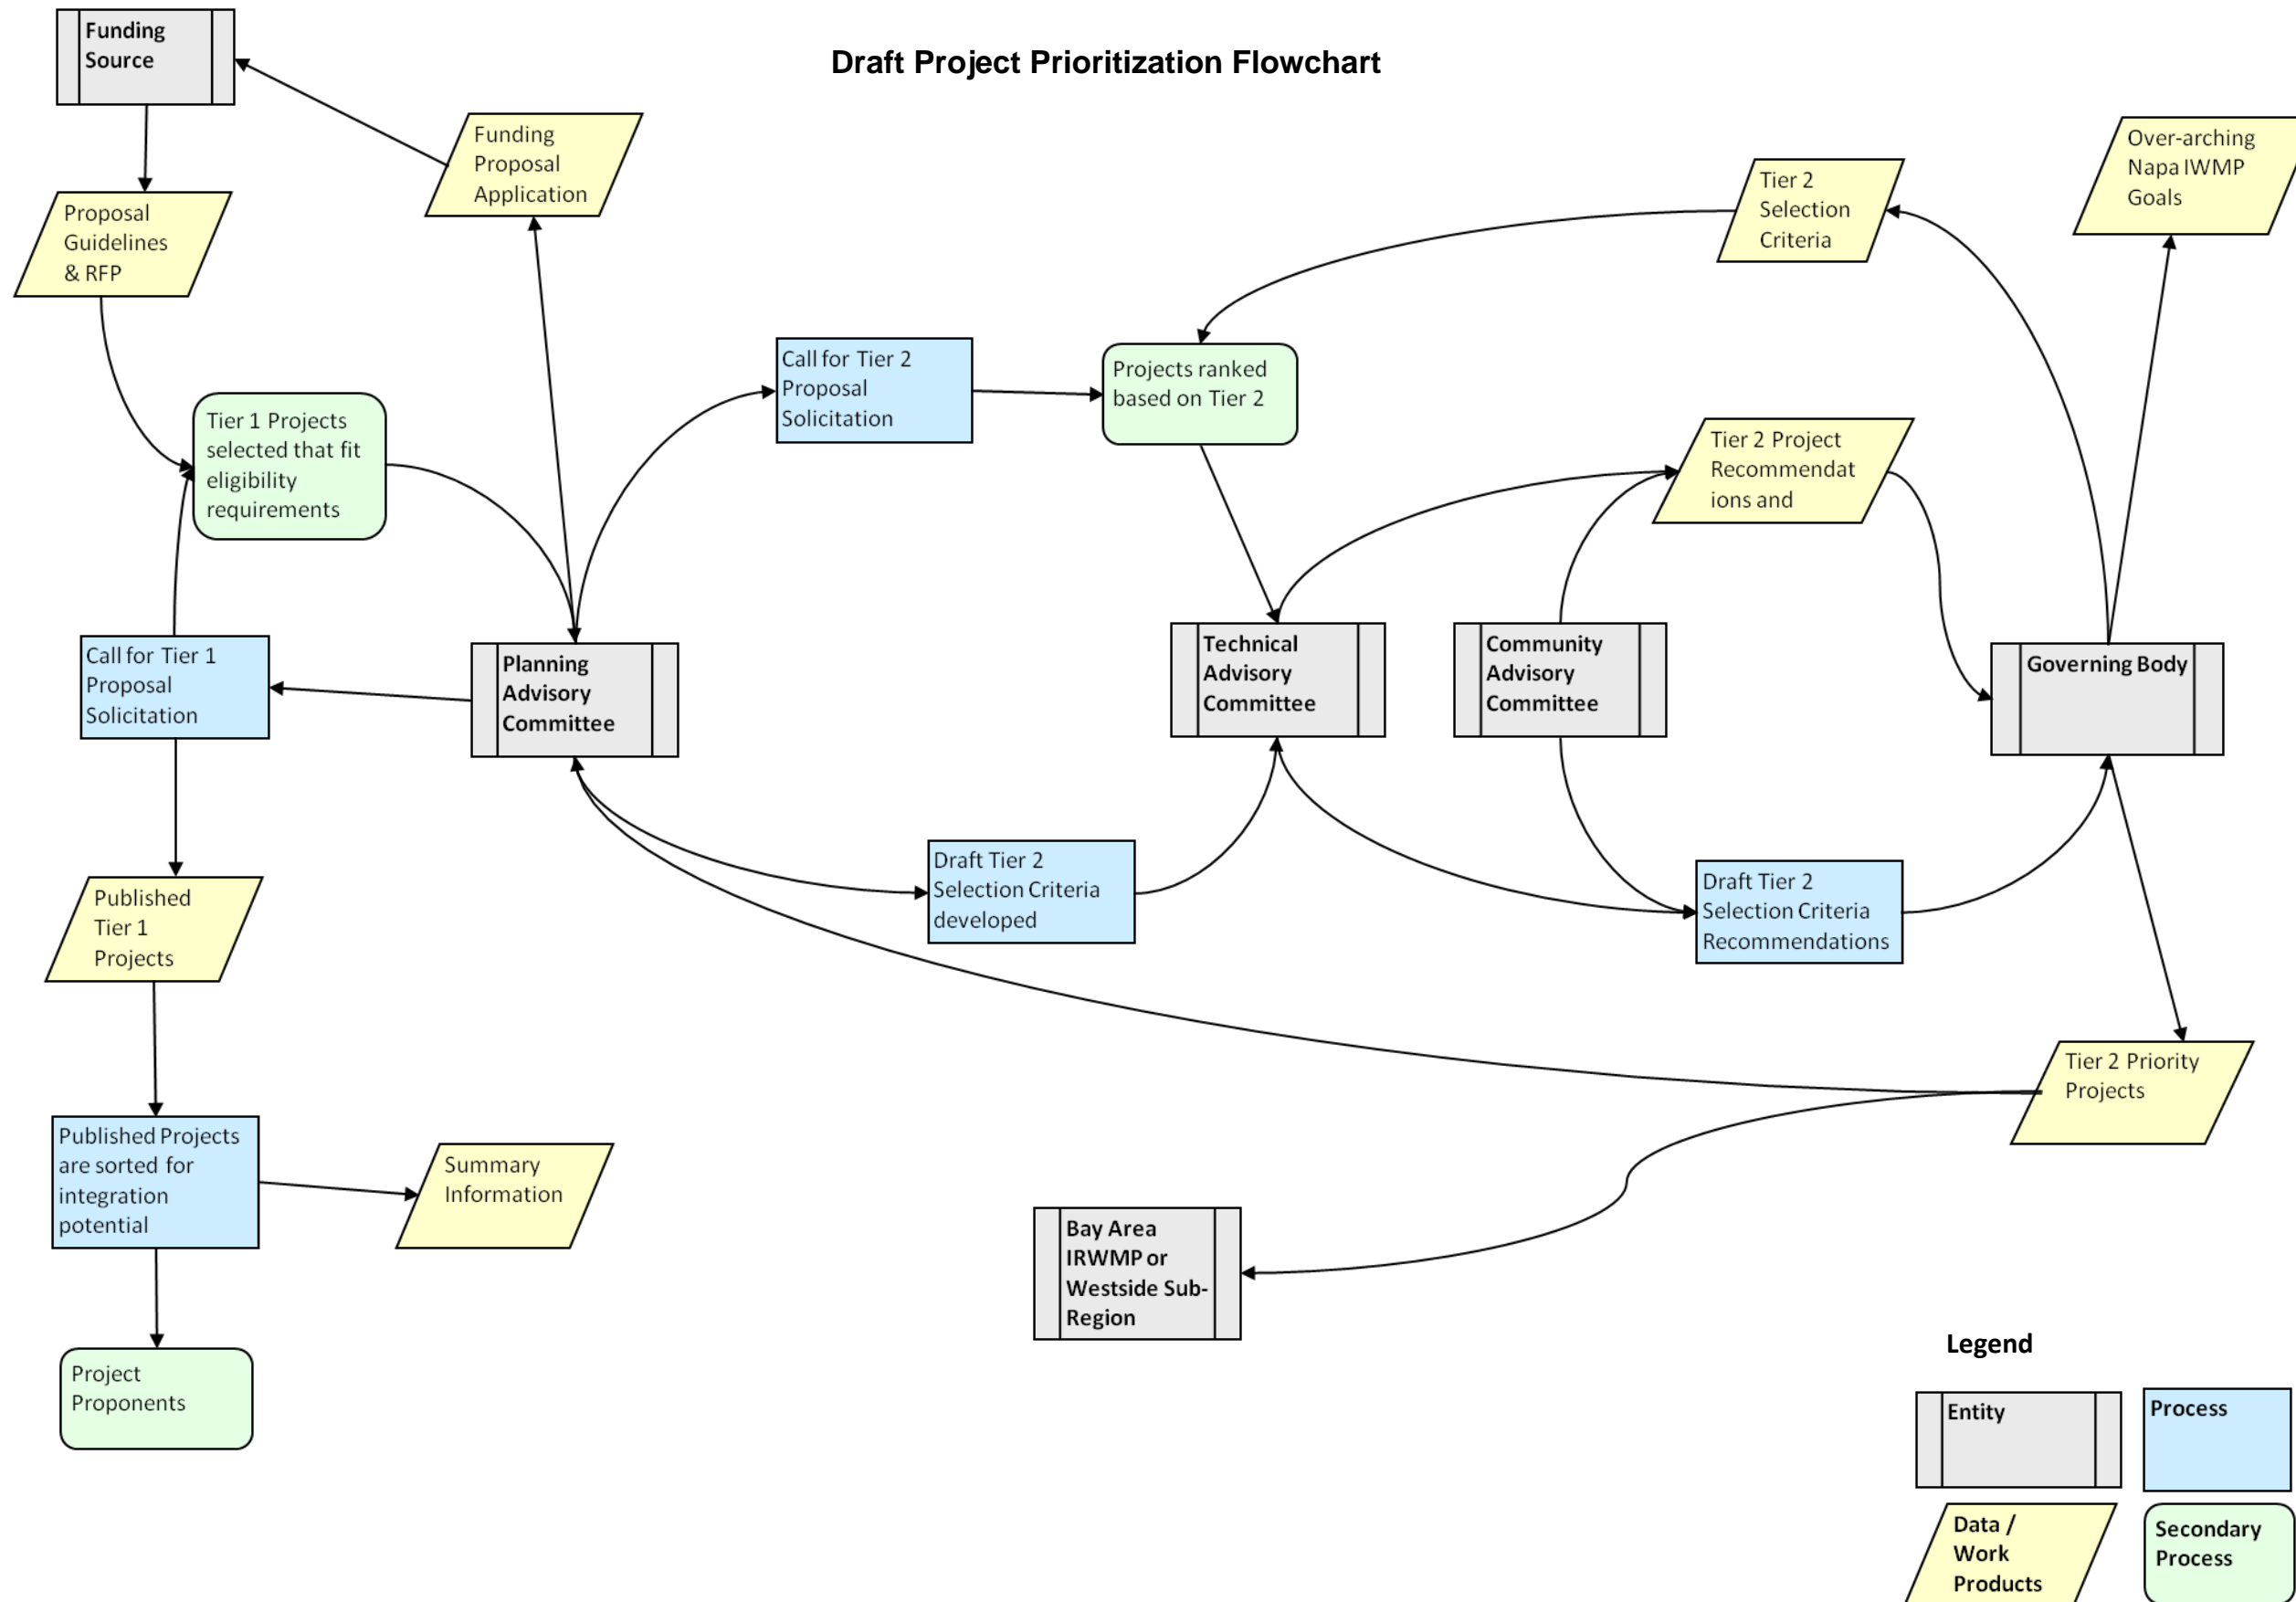 Draft Project Prioritization Flowchart
Funding
Source
Funding
Proposal
Application
Proposal
Guidelines
& RFP
Over-arching
Napa IWMP
Goals
Tier 2
Selection
Criteria
Call for Tier 2
Proposal
Solicitation
Projects ranked
based on Tier 2
Tier 1 Projects
selected that fit
eligibility
requirements
Tier 2 Project
Recommendat
ions and
Call for Tier 1
Proposal
Solicitation
Planning
Advisory
Committee
Technical
Advisory
Committee
Community
Advisory
Committee
Governing Body
Draft Tier 2
Selection Criteria
developed
Draft Tier 2
Selection Criteria
Recommendations
Published
Tier 1
Projects
Tier 2 Priority
Projects
Published Projects
are sorted for
integration
potential
Summary
Information
Bay Area
IRWMP or
Westside Sub-
Region
Project
Proponents
Legend
Entity
Process
Data /
Work
Products
Secondary
Process